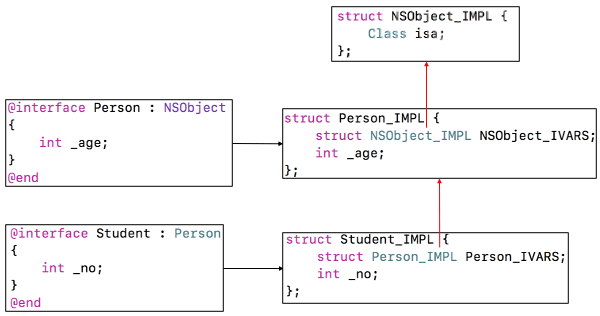 struct NSObject_IMPL {
    Class isa;
};
@interface Person : NSObject
{
    int _age;
}
@end
struct Person_IMPL {
    struct NSObject_IMPL NSObject_IVARS;
    int _age;
};
@interface Student : Person
{
    int _no;
}
@end
struct Student_IMPL {
    struct Person_IMPL Person_IVARS;
    int _no;
};